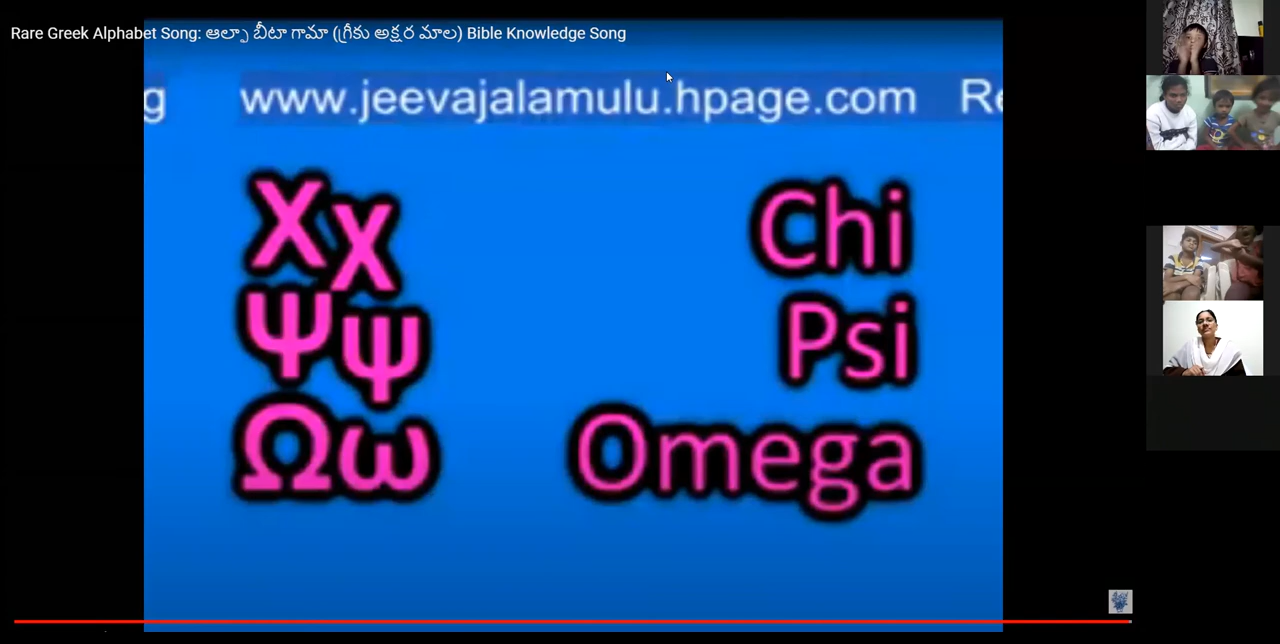 Rare Greek Alphabet Song: ఆల్ఫా బీటా గామా (గ్రీకు అక్షర మాల) Bible Knowledge Song
g www.jeevajalamulu.hpage.com Re
Χχ Chi
Ψψ Psi
Ωω Omega